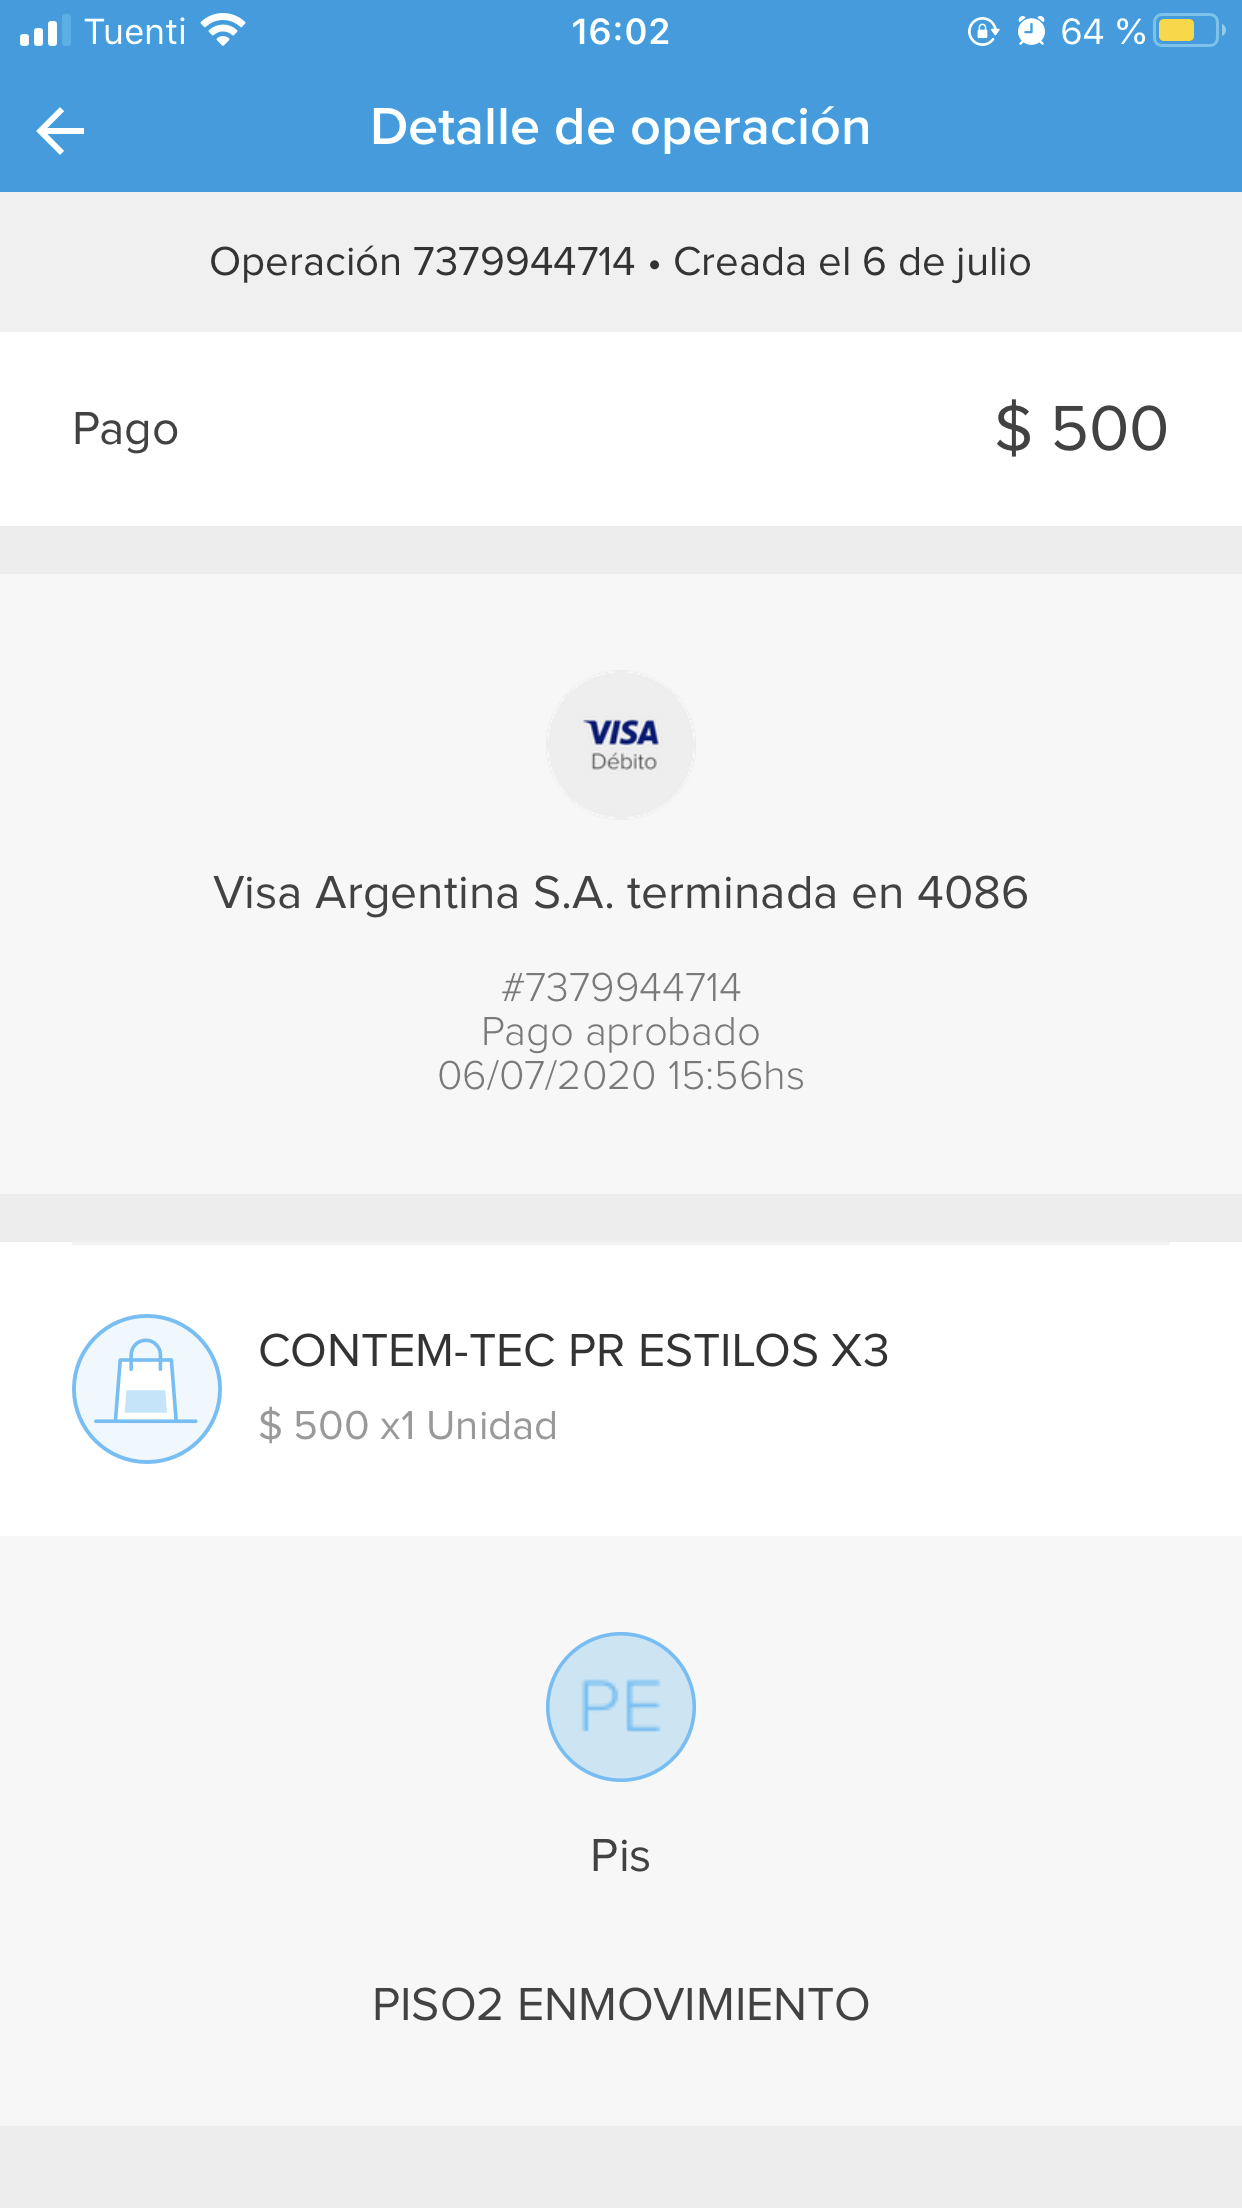 Tuenti 16:02 64 %
Detalle de operación
Operación 7379944714 • Creada el 6 de julio
Pago $ 500
VISA
Débito
Visa Argentina S.A. terminada en 4086
#7379944714
Pago aprobado
06/07/2020 15:56hs
CONTEM-TEC PR ESTILOS X3
$ 500 x1 Unidad
PE
Pis
PISO2 ENMOVIMIENTO